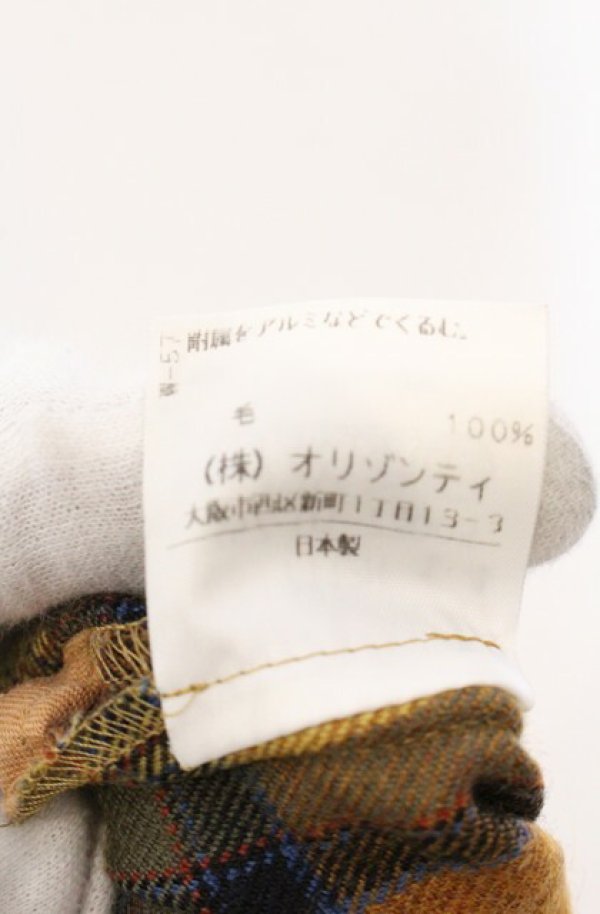 附属をアルミなどでくるむ。
W-57
毛 100%
(株) オリゾンティ
大阪市西区新町1丁目13-3
日本製